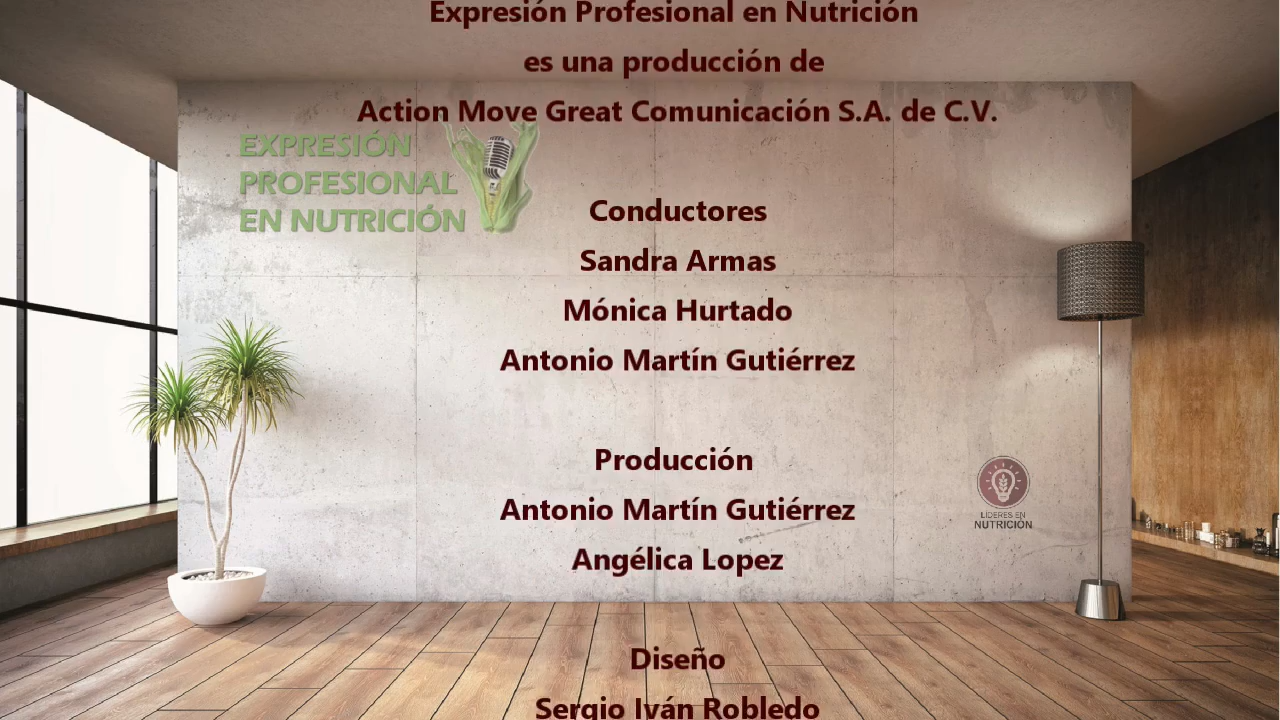 Expresión Profesional en Nutrición
es una producción de
Action Move Great Comunicación S.A. de C.V.
EXPRESIÓN
PROFESIONAL
EN NUTRICIÓN
Conductores
Sandra Armas
Mónica Hurtado
Antonio Martín Gutiérrez
Producción
Antonio Martín Gutiérrez
Angélica Lopez
LÍDERES EN
NUTRICIÓN
Diseño
Sergio Iván Robledo